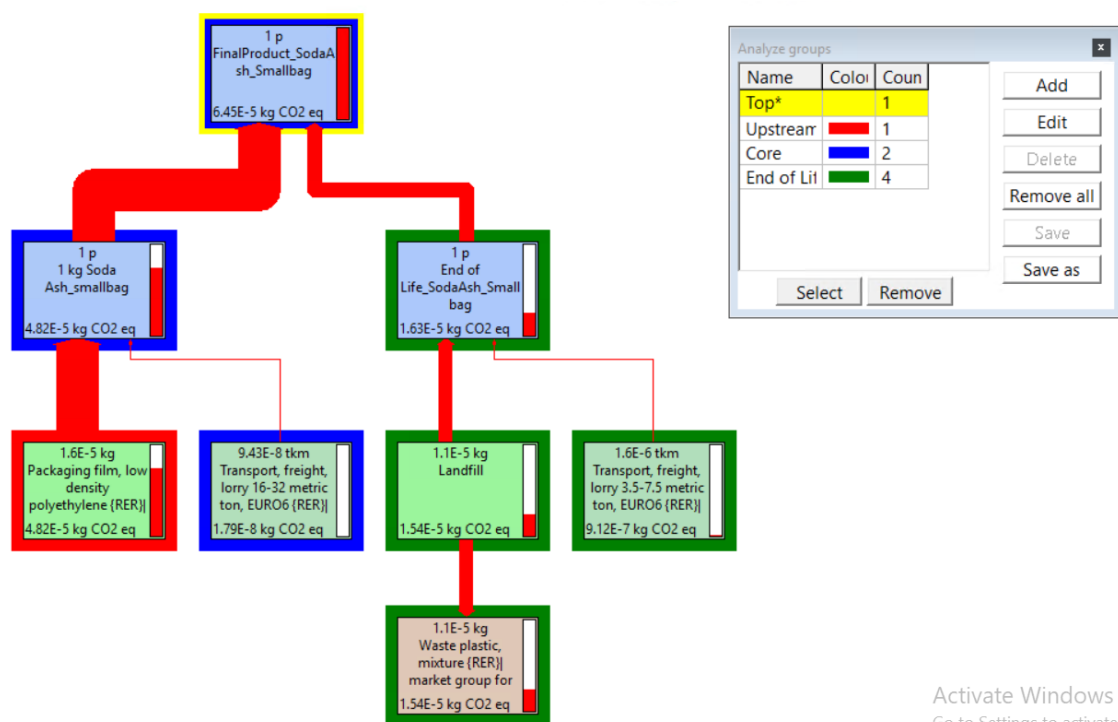 1 p
FinalProduct_SodaA
sh_Smallbag
6.45E-5 kg CO2 eq
Analyze groups
x
Name Coloı Coun
Top* 1
Upstream 1
Core 2
End of Lif 4
Add
Edit
Delete
Remove all
Save
Save as
Select Remove
1 p
1 kg Soda
Ash_smallbag
4.82E-5 kg CO2 eq
1 p
End of
Life_SodaAsh_Small
bag
1.63E-5 kg CO2 eq
1.6E-5 kg
Packaging film, low
density
polyethylene {RER}|
4.82E-5 kg CO2 eq
9.43E-8 tkm
Transport, freight,
lorry 16-32 metric
ton, EURO6 {RER}|
1.79E-8 kg CO2 eq
1.1E-5 kg
Landfill
1.54E-5 kg CO2 eq
1.6E-6 tkm
Transport, freight,
lorry 3.5-7.5 metric
ton, EURO6 {RER}|
9.12E-7 kg CO2 eq
1.1E-5 kg
Waste plastic,
mixture {RER}|
market group for
1.54E-5 kg CO2 eq
Activate Windows
Go to Settings to activate